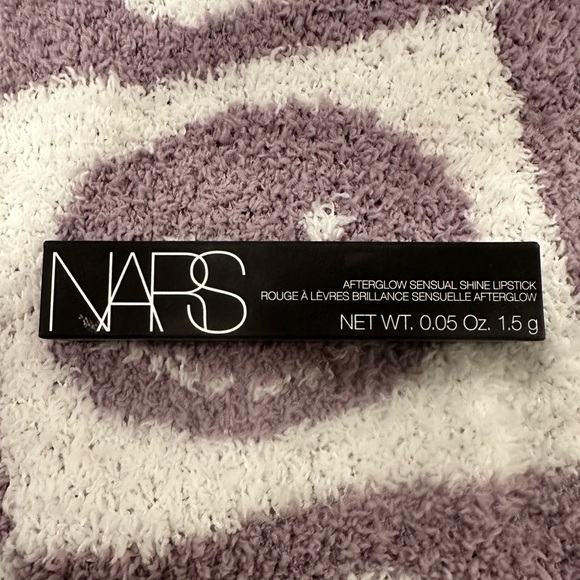 NARS
AFTERGLOW SENSUAL SHINE LIPSTICK
ROUGE À LÈVRES BRILLANCE SENSUELLE AFTERGLOW
NET WT. 0.05 Oz. 1.5 g